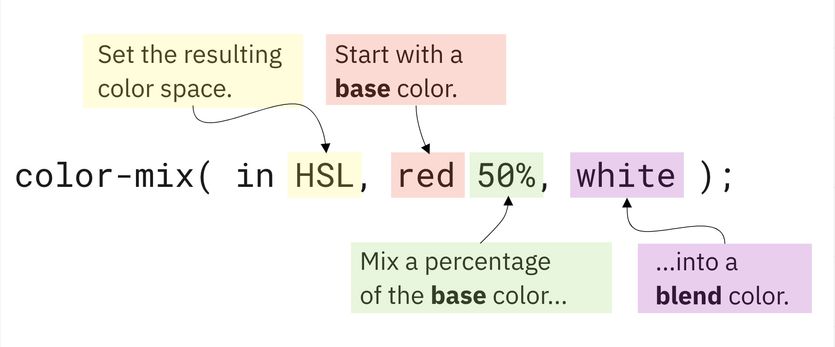 Set the resulting
color space.
Start with a
base color.
color-mix( in HSL, red 50%, white );
Mix a percentage
of the base color...
...into a
blend color.